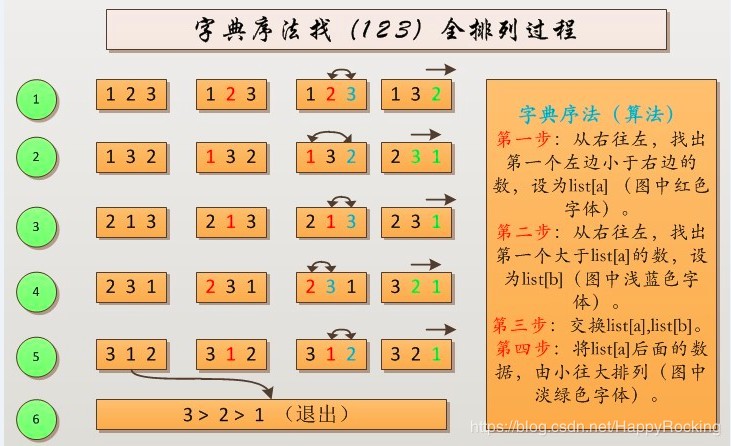 字典序法找(123)全排列过程
1
1 2 3
1 2 3
1 2 3
1 3 2
2
1 3 2
1 3 2
1 3 2
2 3 1
3
2 1 3
2 1 3
2 1 3
2 3 1
4
2 3 1
2 3 1
2 3 1
3 2 1
5
3 1 2
3 1 2
3 1 2
3 2 1
6
3 > 2 > 1 (退出)
字典序法(算法)
第一步:从右往左,找出
第一个左边小于右边的
数,设为list[a](图中红色
字体)。
第二步:从右往左,找出
第一个大于list[a]的数,设
为list[b](图中浅蓝色字
体)。
第三步:交换list[a],list[b]。
第四步:将list[a]后面的数
据,由小往大排列(图中
淡绿色字体)。
https://blog.csdn.net/HappyRocking